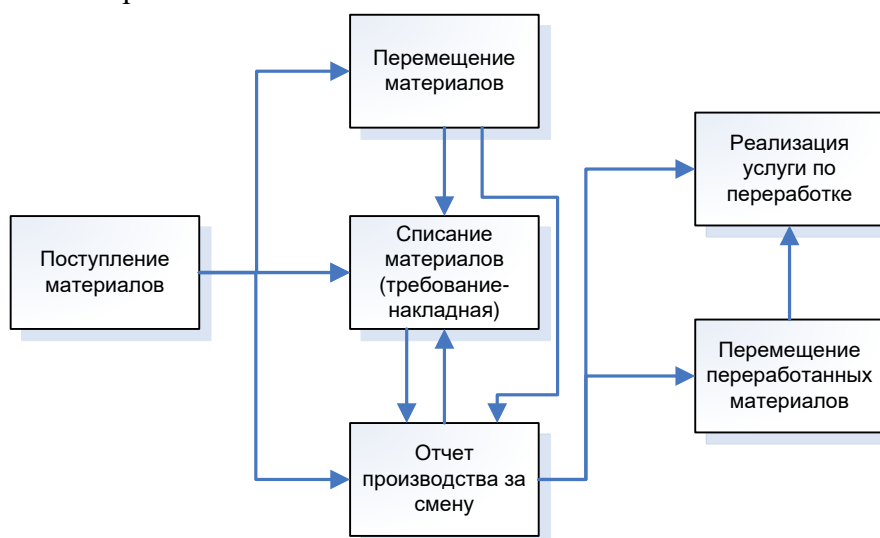 Перемещение
материалов
Реализация
услуги по
переработке
Поступление
материалов
Списание
материалов
(требование-
накладная)
Перемещение
переработанных
материалов
Отчет
производства за
смену